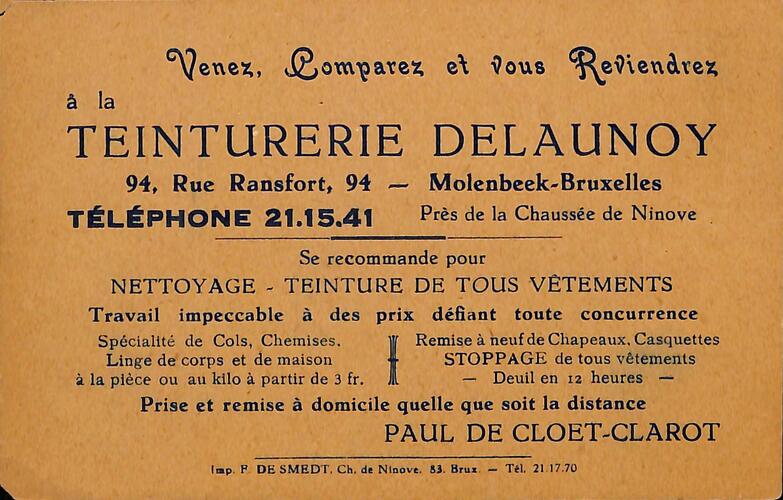 Venez, Comparez et vous Reviendrez
à la
TEINTURERIE DELAUNOY
94, Rue Ransfort, 94 — Molenbeek-Bruxelles
TÉLÉPHONE 21.15.41 Près de la Chaussée de Ninove
Se recommande pour
NETTOYAGE - TEINTURE DE TOUS VÊTEMENTS
Travail impeccable à des prix défiant toute concurrence
Spécialité de Cols, Chemises,
Linge de corps et de maison
à la pièce ou au kilo à partir de 3 fr.
Remise à neuf de Chapeaux, Casquettes
STOPPAGE de tous vêtements
— Deuil en 12 heures —
Prise et remise à domicile quelle que soit la distance
PAUL DE CLOET-CLAROT
Imp. F. DE SMEDT, Ch. de Ninove, 83, Brux. — Tél. 21.17.70